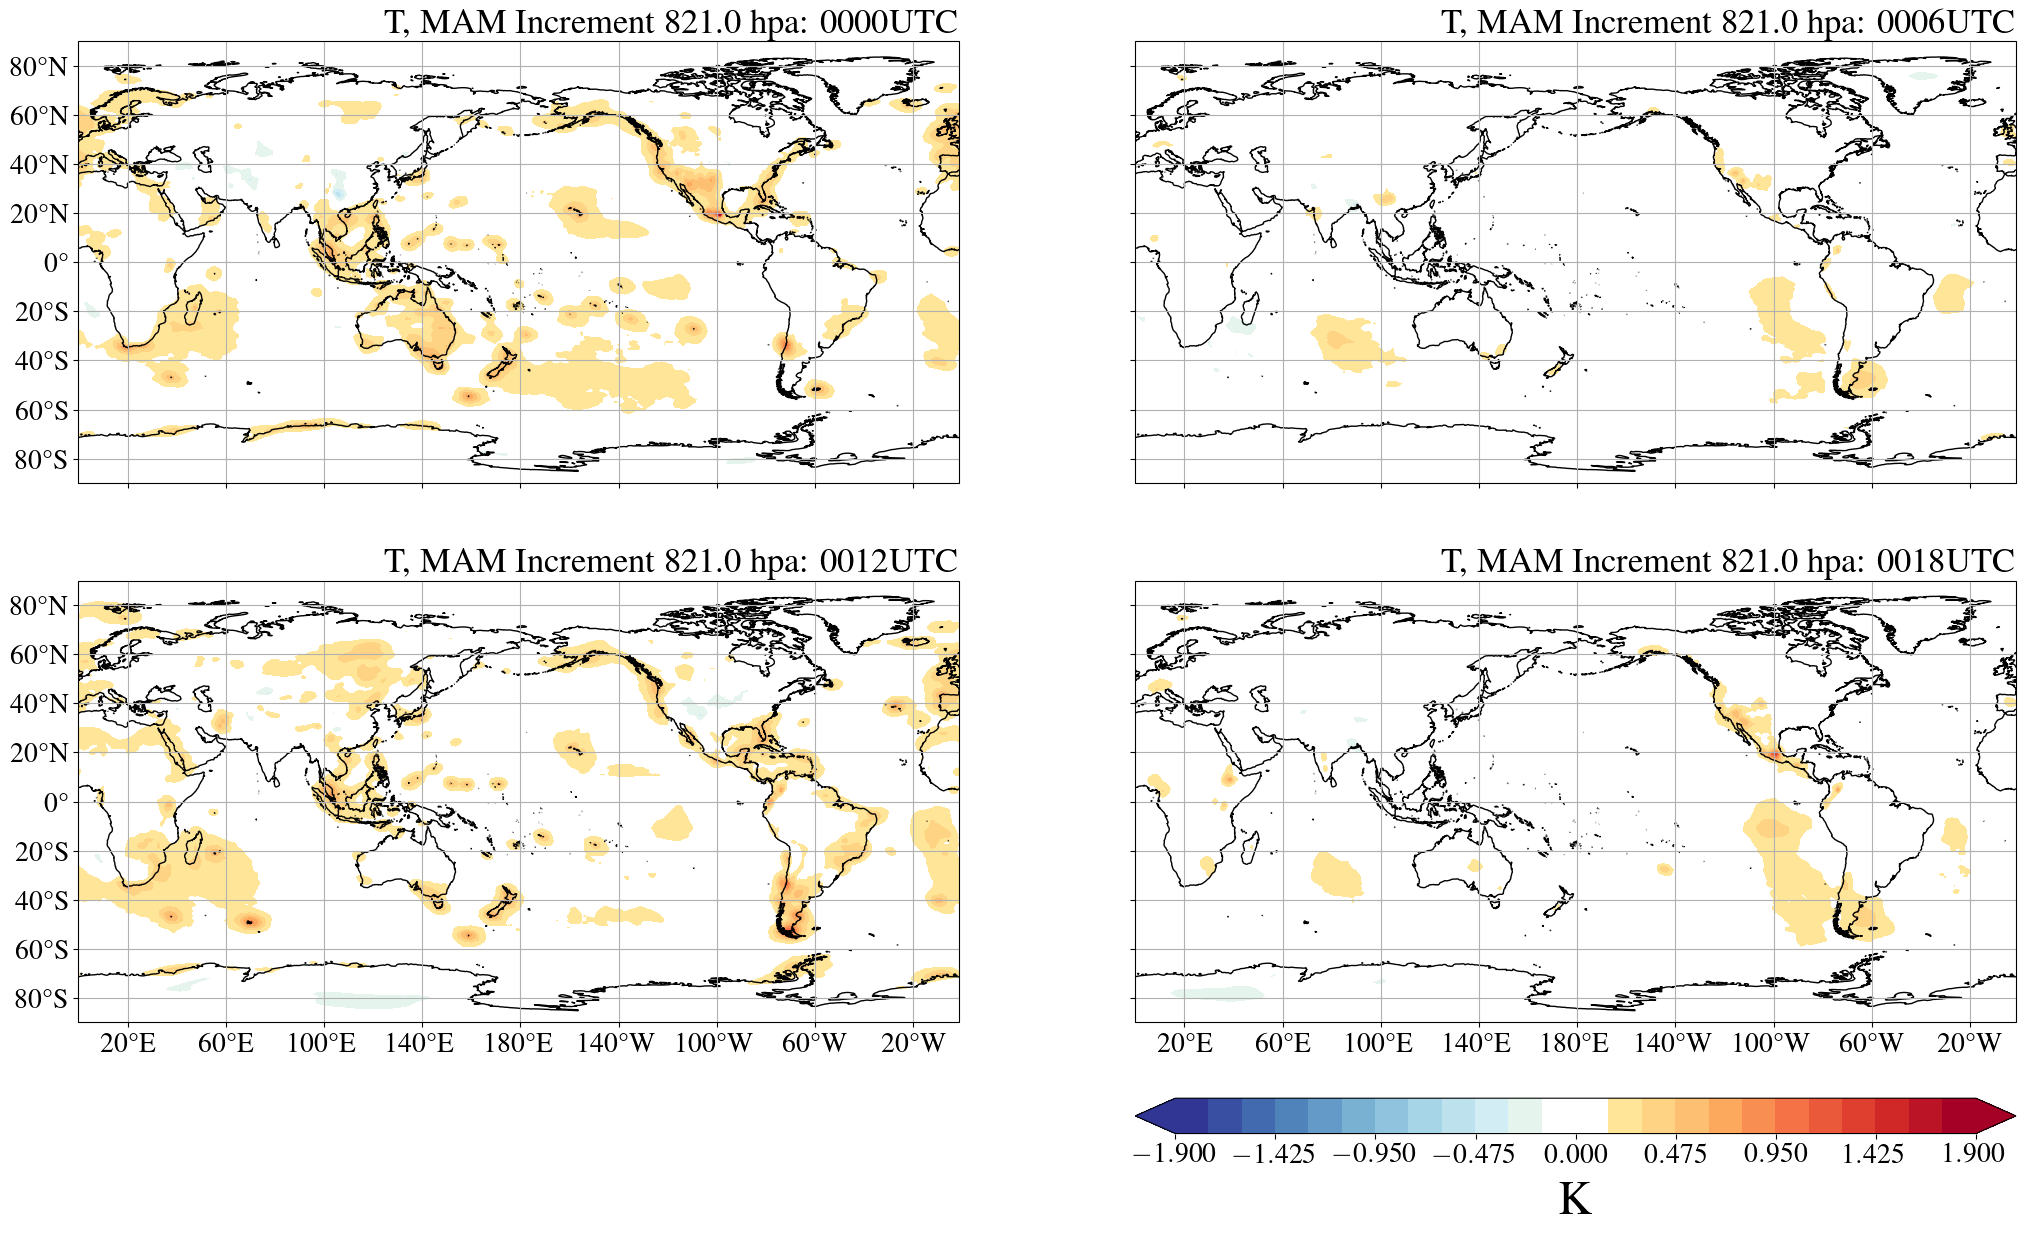 T, MAM Increment 821.0 hpa: 0000UTC
T, MAM Increment 821.0 hpa: 0006UTC
80°N
60°N
40°N
20°N
0°
20°S
40°S
60°S
80°S
T, MAM Increment 821.0 hpa: 0012UTC
T, MAM Increment 821.0 hpa: 0018UTC
80°N
60°N
40°N
20°N
0°
20°S
40°S
60°S
80°S
20°E 60°E 100°E 140°E 180°E 140°W 100°W 60°W 20°W
20°E 60°E 100°E 140°E 180°E 140°W 100°W 60°W 20°W
−1.900 −1.425 −0.950 −0.475 0.000 0.475 0.950 1.425 1.900
K